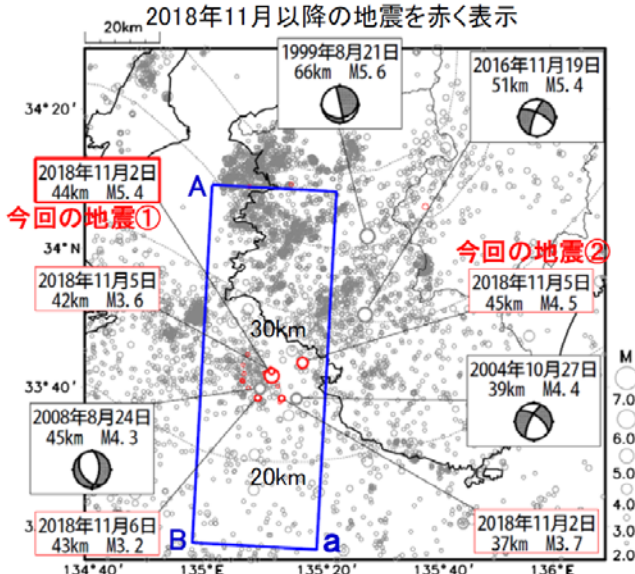 2018年11月以降の地震を赤く表示
20km
1999年8月21日
66km M5.6
2016年11月19日
51km M5.4
34°20'
2018年11月2日
44km M5.4
今回の地震①
A
34°N
今回の地震②
2018年11月5日
42km M3.6
2018年11月5日
45km M4.5
30km
33°40'
2008年8月24日
45km M4.3
2004年10月27日
39km M4.4
M
7.0
6.0
5.0
4.0
3.0
2.0
20km
2018年11月6日
43km M3.2
2018年11月2日
37km M3.7
B
a
134°40'
135°E
135°20'
135°40'